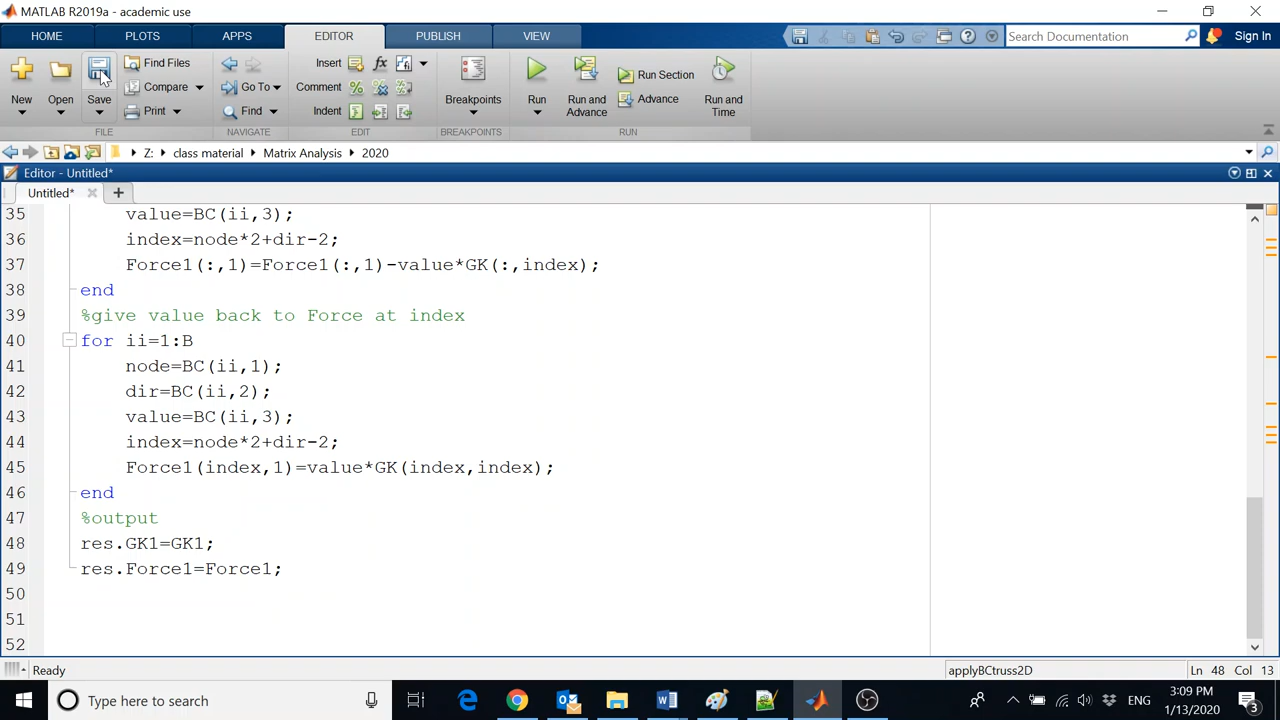 MATLAB R2019a - academic use
HOME PLOTS APPS EDITOR PUBLISH VIEW
Search Documentation
Sign In
New Open Save
Find Files
Compare
Print
FILE
Go To
Find
NAVIGATE
Insert
Comment
Indent
EDIT
Breakpoints
BREAKPOINTS
Run
Run and Advance
Run Section
Advance
Run and Time
RUN
Z: class material Matrix Analysis 2020
Editor - Untitled*
Untitled*
35 value=BC(ii,3);
36 index=node*2+dir-2;
37 Force1(:,1)=Force1(:,1)-value*GK(:,index);
38 end
39 %give value back to Force at index
40 for ii=1:B
41 node=BC(ii,1);
42 dir=BC(ii,2);
43 value=BC(ii,3);
44 index=node*2+dir-2;
45 Force1(index,1)=value*GK(index,index);
46 end
47 %output
48 res.GK1=GK1;
49 res.Force1=Force1;
50
51
52
Ready
applyBCtruss2D
Ln 48 Col 13
Type here to search
ENG
3:09 PM
1/13/2020
3